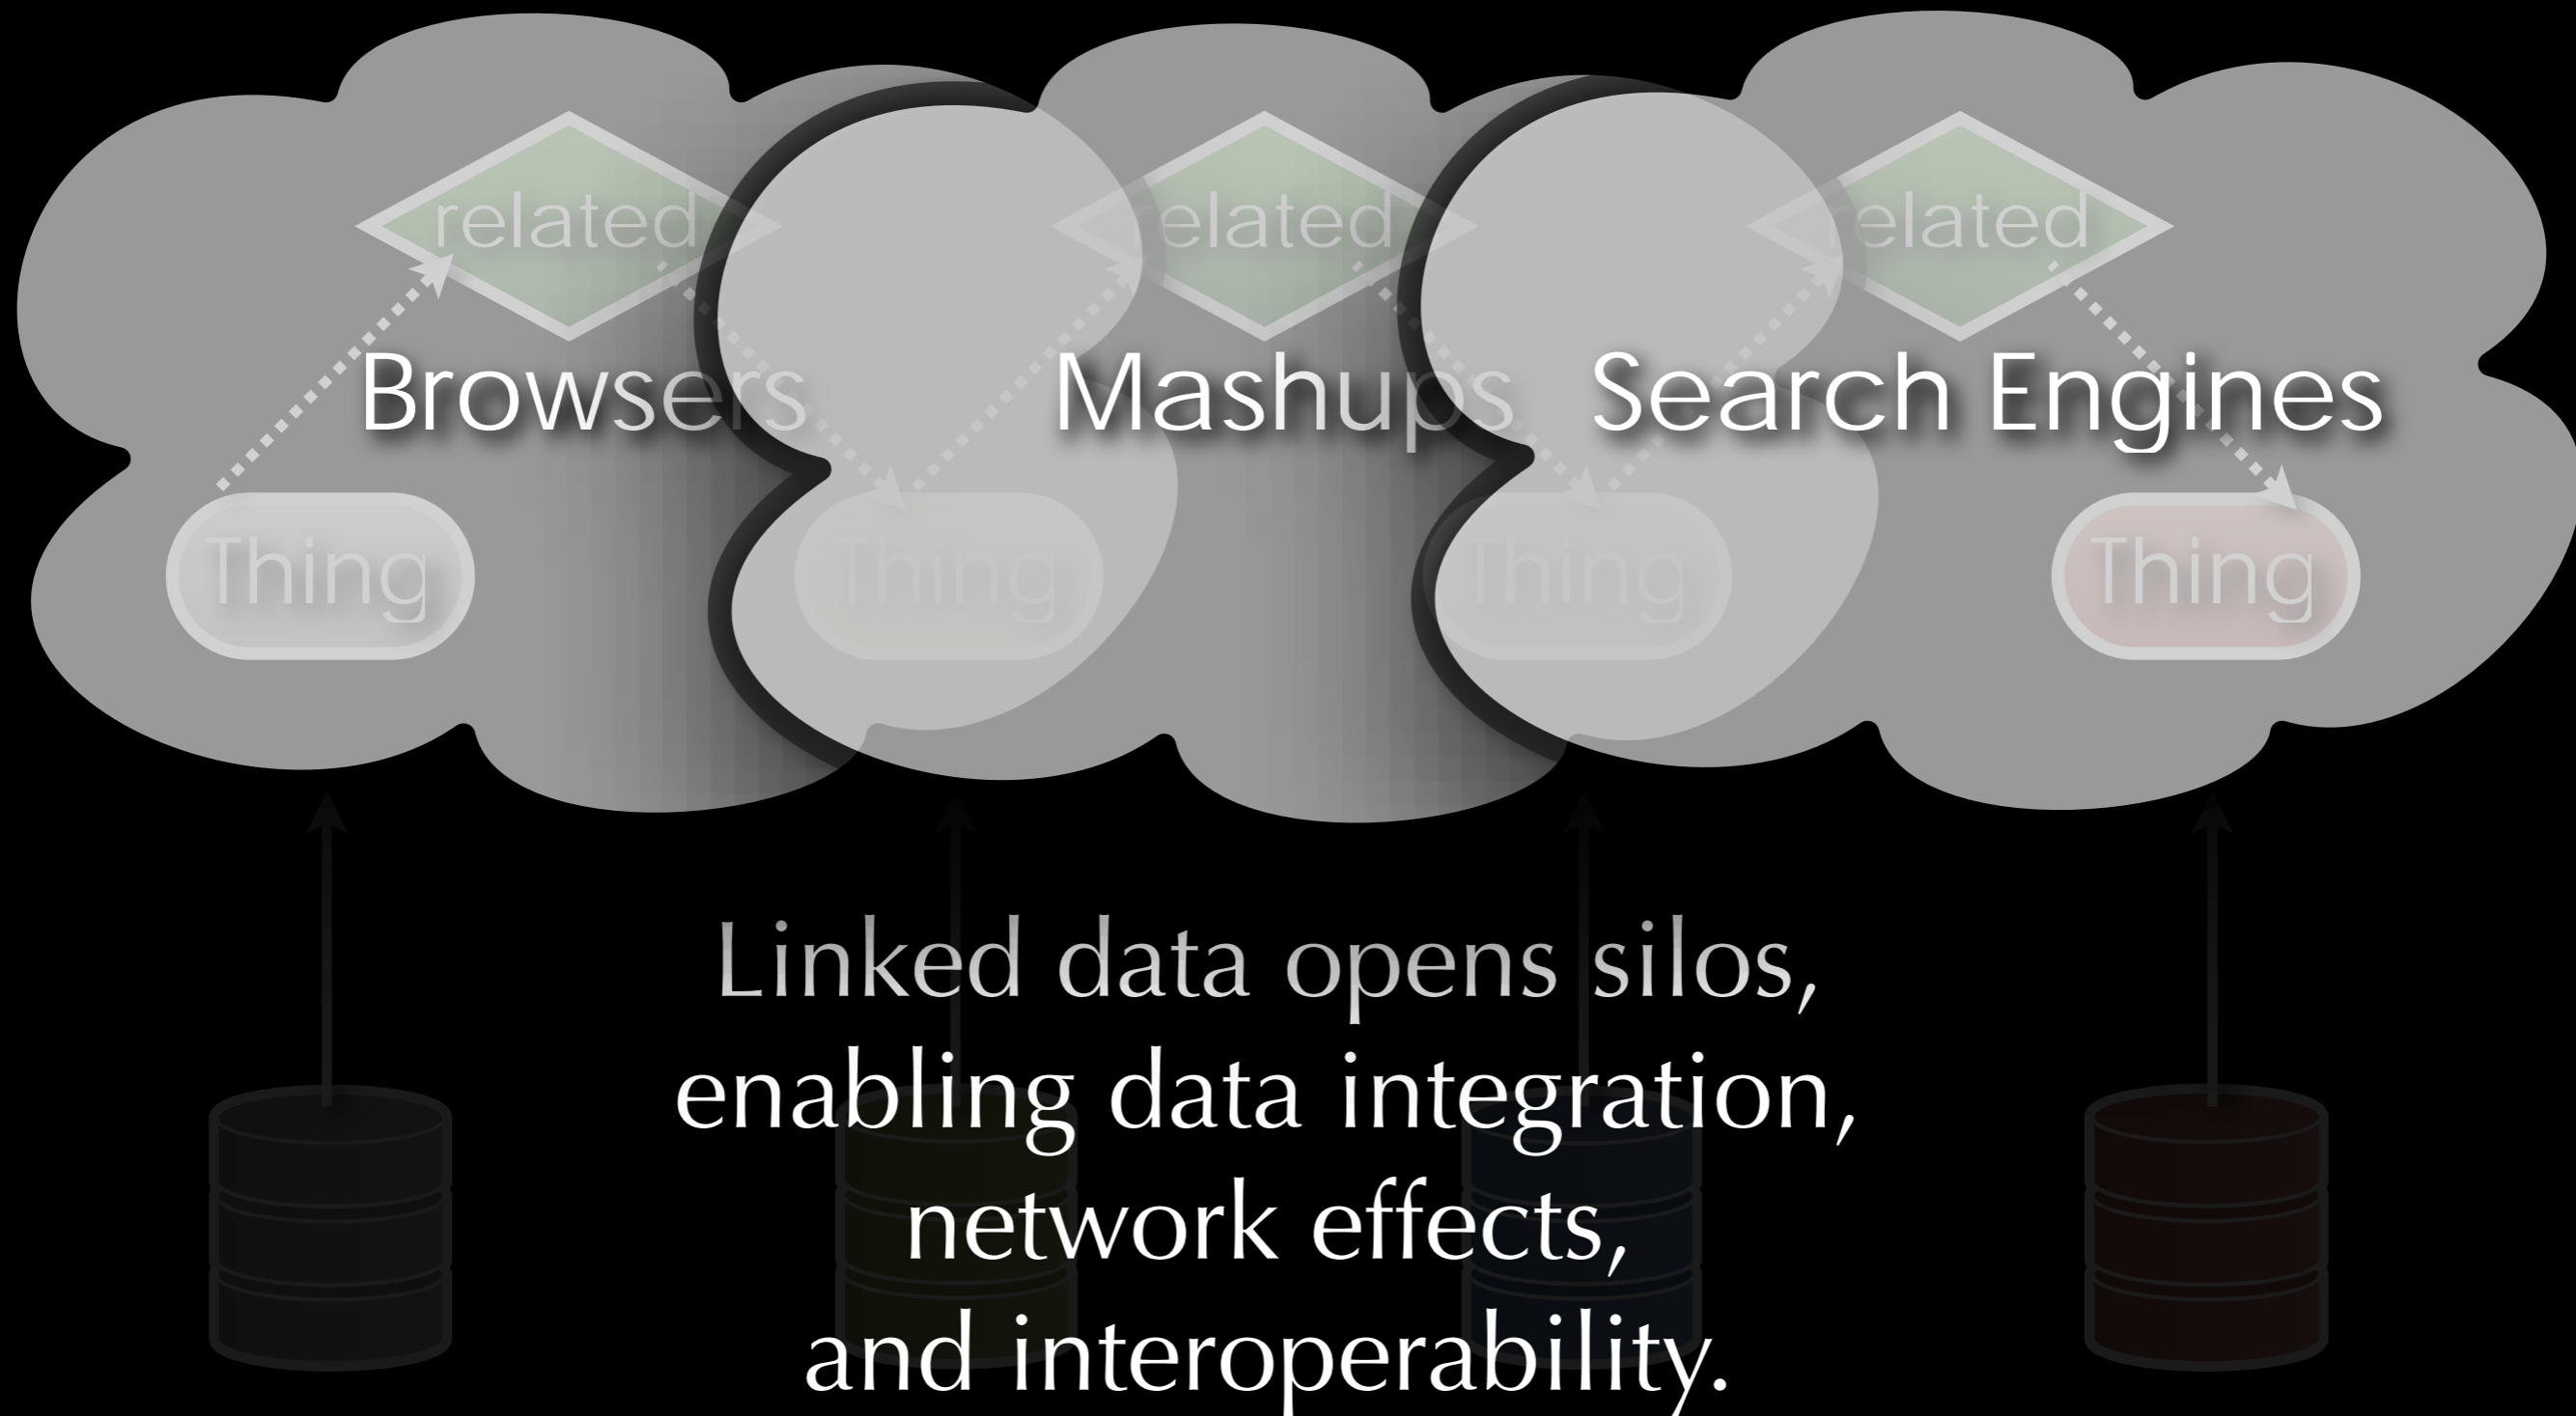 related related related
Browsers Mashups Search Engines
Thing Thing Thing Thing
Linked data opens silos,
enabling data integration,
network effects,
and interoperability.